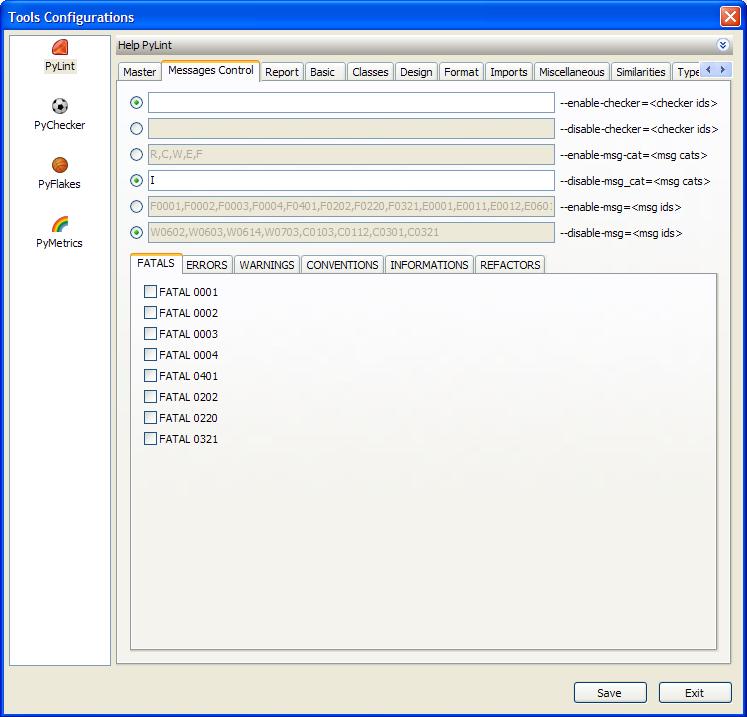 Tools Configurations
PyLint
PyChecker
PyFlakes
PyMetrics
Help PyLint
Master Messages Control Report Basic Classes Design Format Imports Miscellaneous Similarities Type
--enable-checker=<checker ids>
--disable-checker=<checker ids>
R,C,W,E,F --enable-msg-cat=<msg cats>
I --disable-msg_cat=<msg cats>
F0001,F0002,F0003,F0004,F0401,F0202,F0220,F0321,E0001,E0011,E0012,E0601 --enable-msg=<msg ids>
W0602,W0603,W0614,W0703,C0103,C0112,C0301,C0321 --disable-msg=<msg ids>
FATALS ERRORS WARNINGS CONVENTIONS INFORMATIONS REFACTORS
FATAL 0001
FATAL 0002
FATAL 0003
FATAL 0004
FATAL 0401
FATAL 0202
FATAL 0220
FATAL 0321
Save Exit